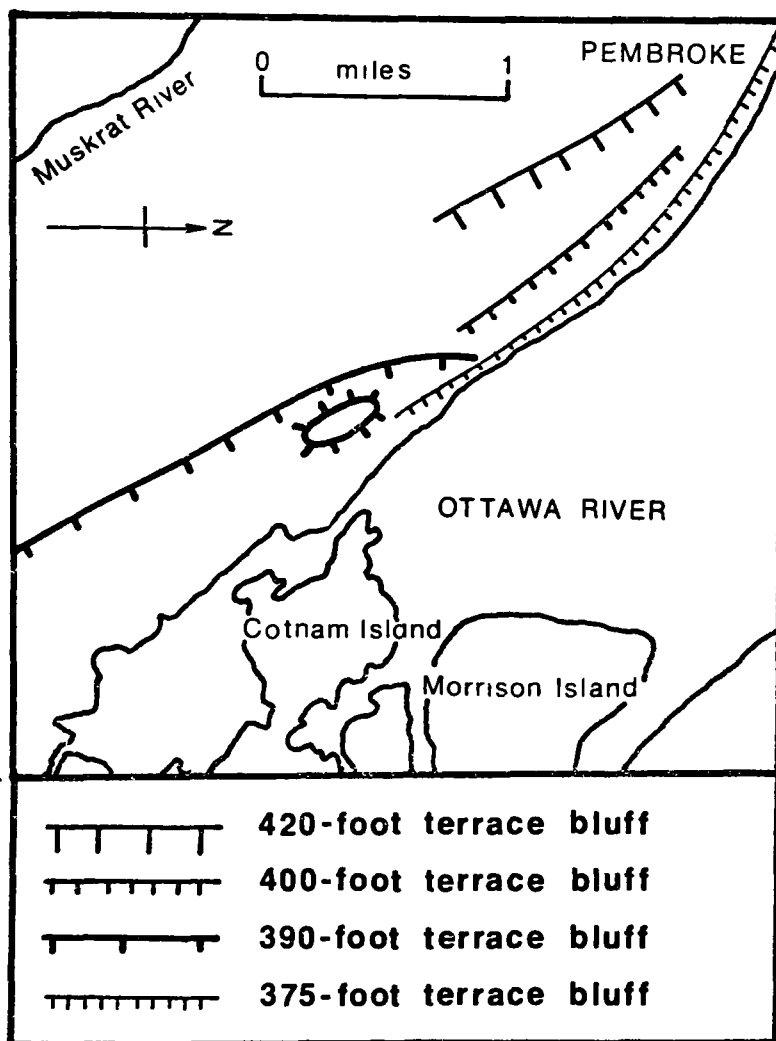 PEMBROKE
0 miles 1
Muskrat River
N
OTTAWA RIVER
Cotnam Island
Morrison Island
420-foot terrace bluff
400-foot terrace bluff
390-foot terrace bluff
375-foot terrace bluff